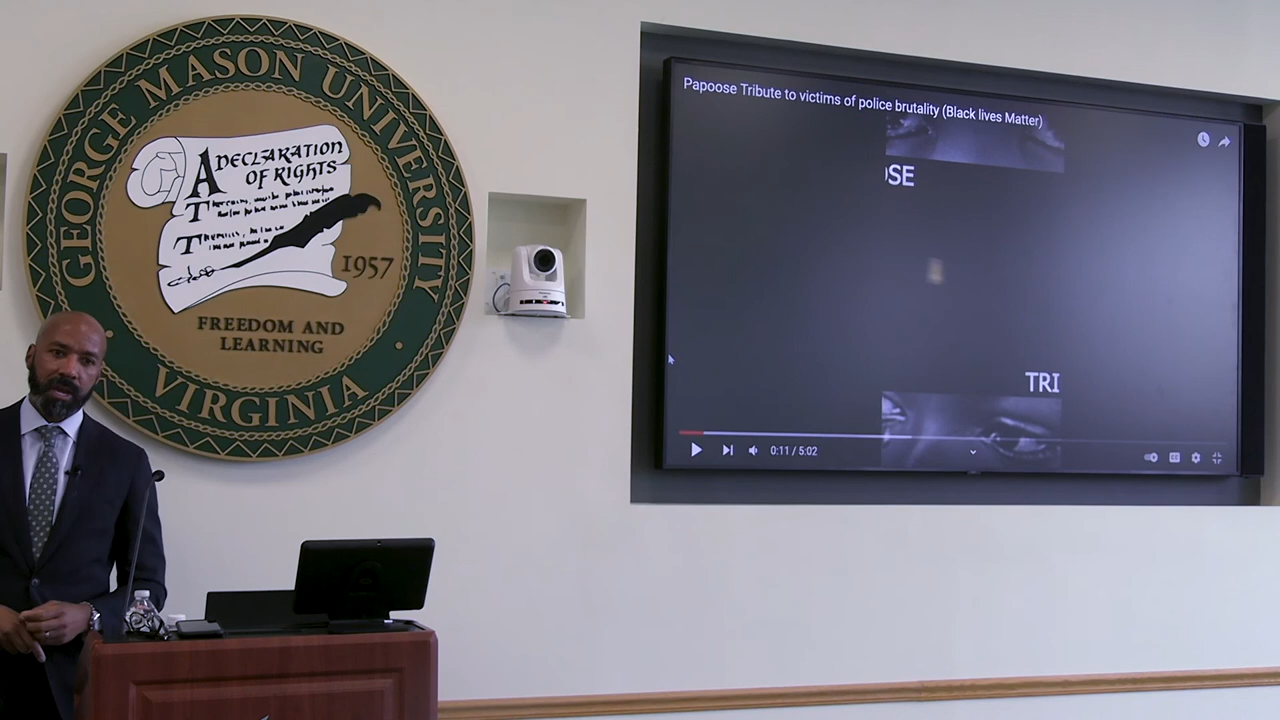 GEORGE MASON UNIVERSITY
A DECLARATION
OF RIGHTS
1957
FREEDOM AND
LEARNING
VIRGINIA
Papoose Tribute to victims of police brutality (Black lives Matter)
OSE
TRI
0:11 / 5:02